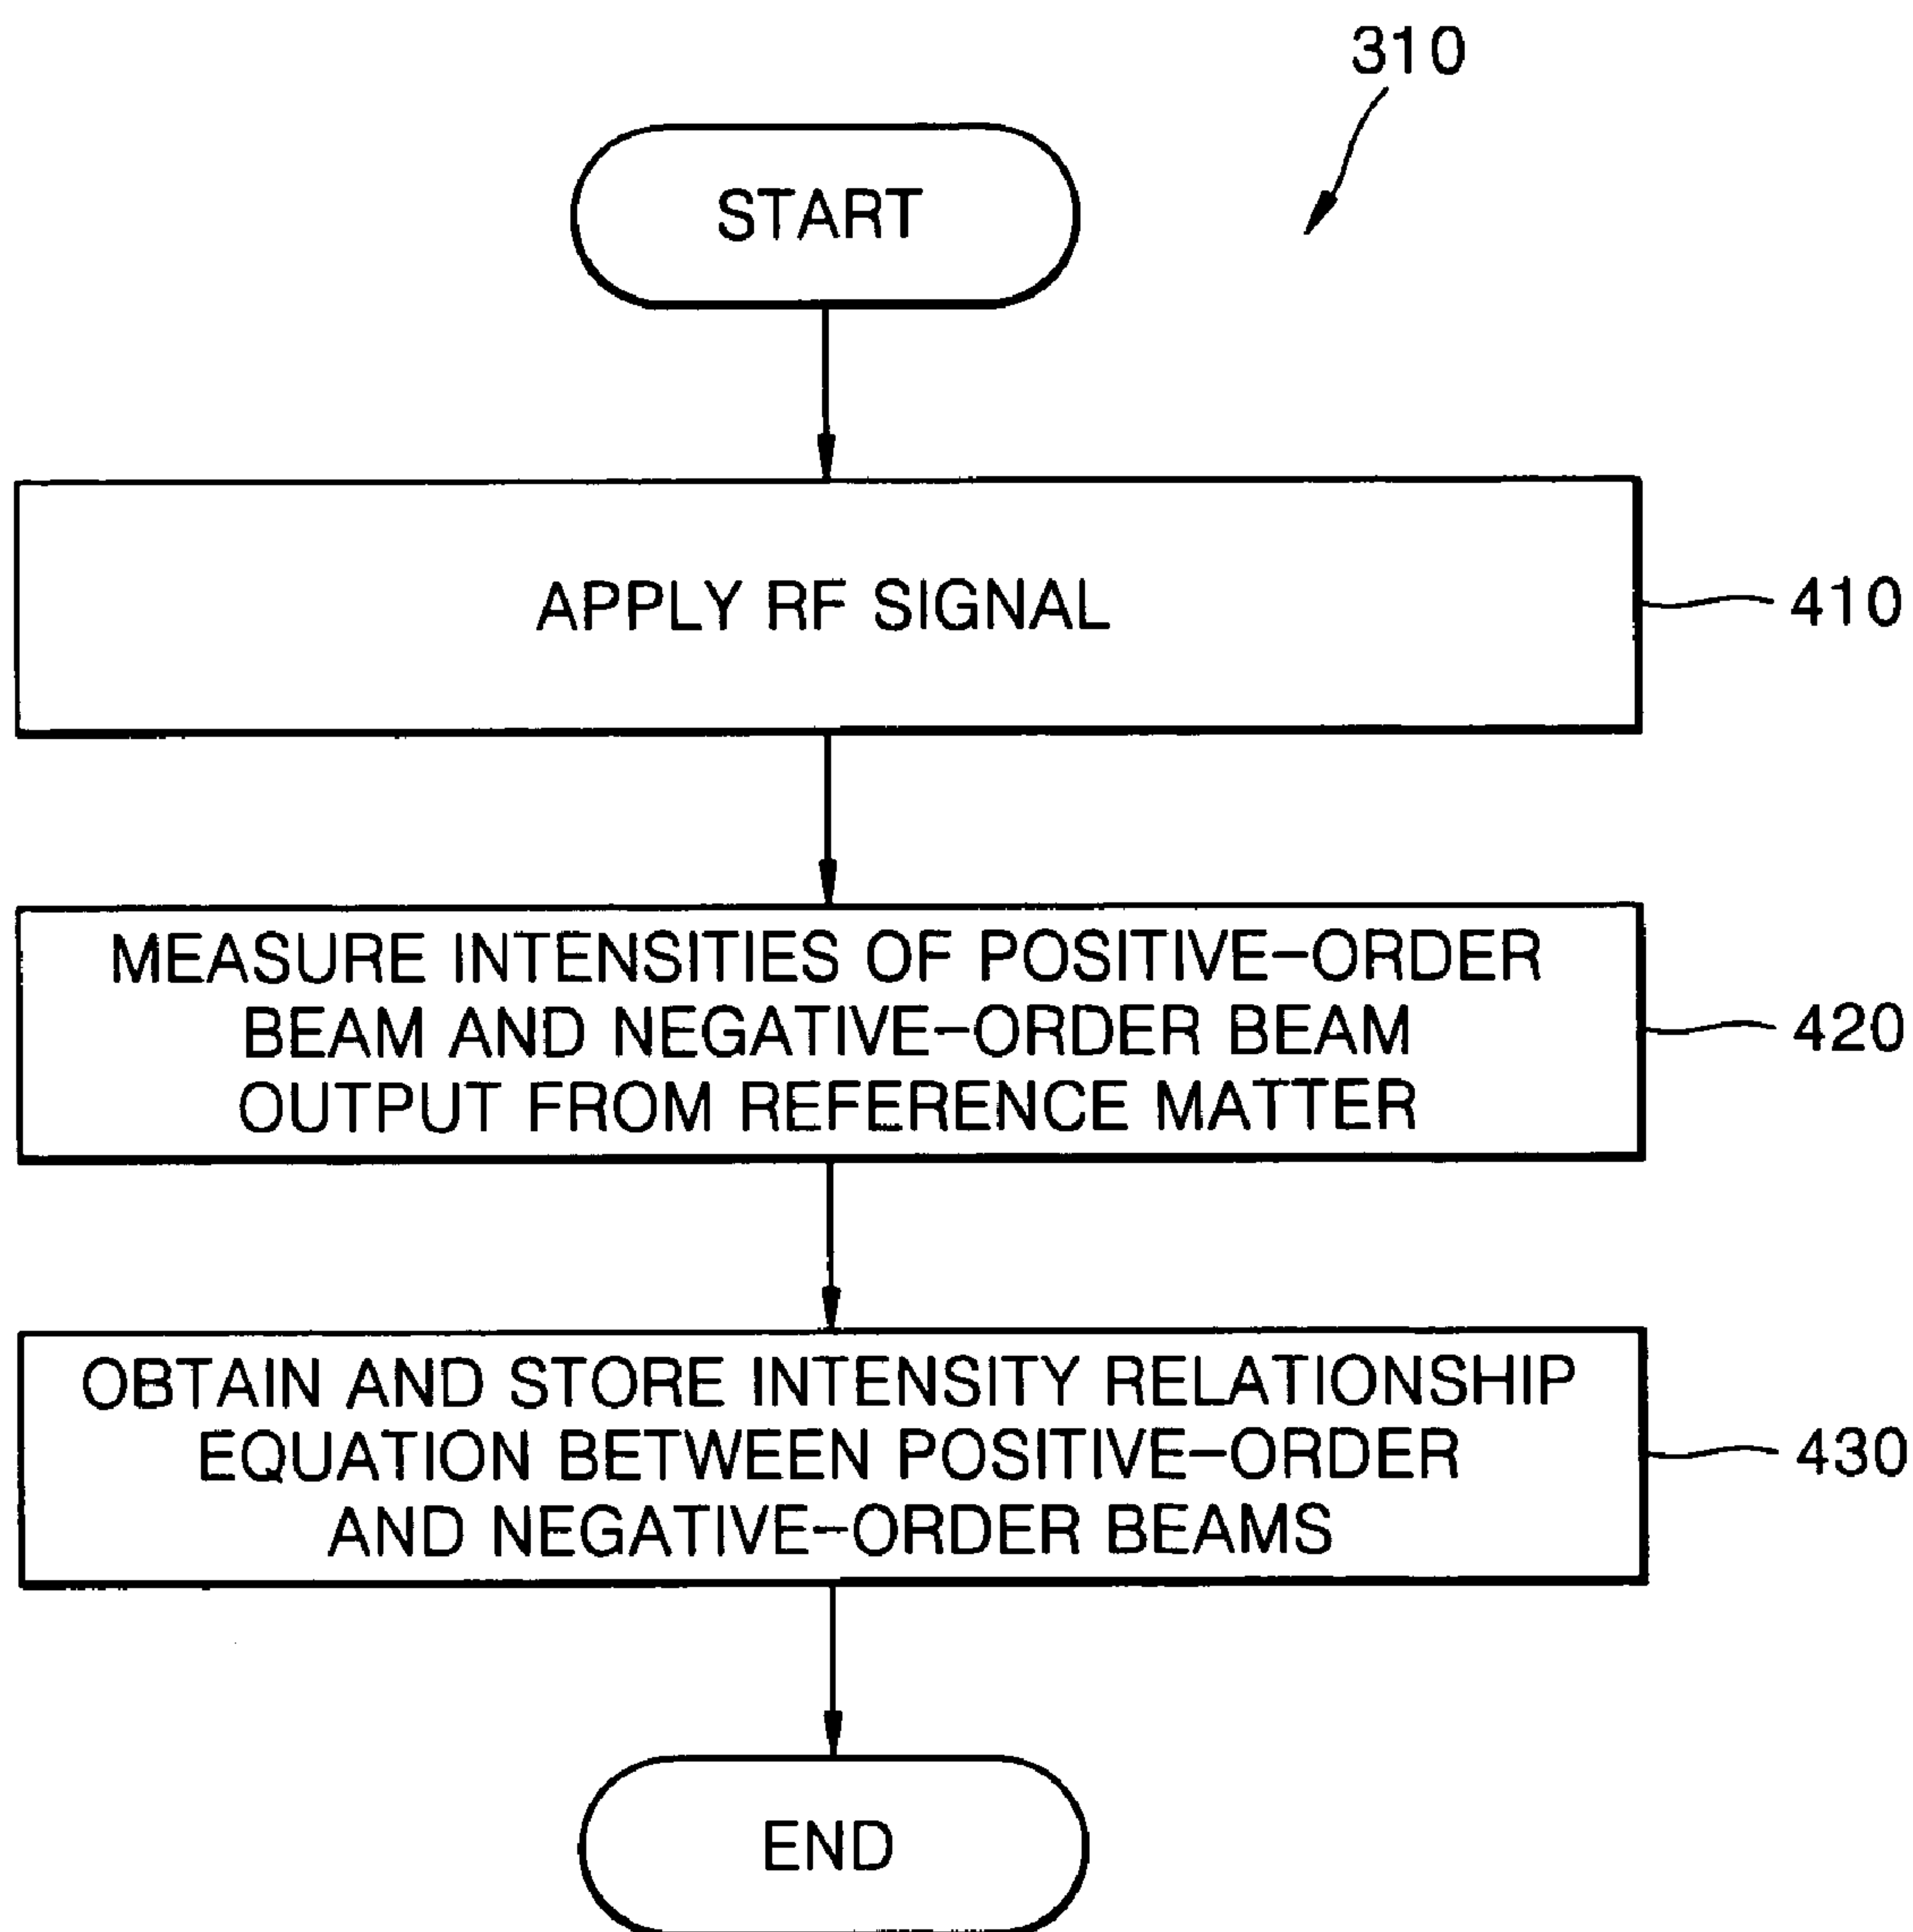 310
START
APPLY RF SIGNAL
410
MEASURE INTENSITIES OF POSITIVE-ORDER
BEAM AND NEGATIVE-ORDER BEAM
OUTPUT FROM REFERENCE MATTER
420
OBTAIN AND STORE INTENSITY RELATIONSHIP
EQUATION BETWEEN POSITIVE-ORDER
AND NEGATIVE-ORDER BEAMS
430
END